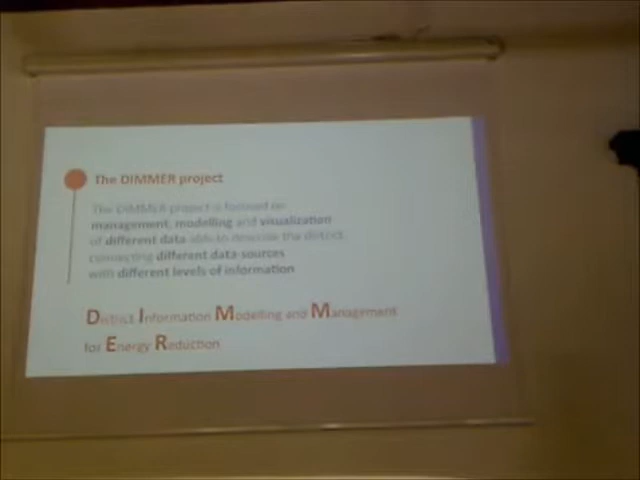 The DIMMER project
The DIMMER project is focused on
management, modelling and visualization
of different data able to describe the district,
connecting different data-sources
with different levels of information
District Information Modelling and Management
for Energy Reduction